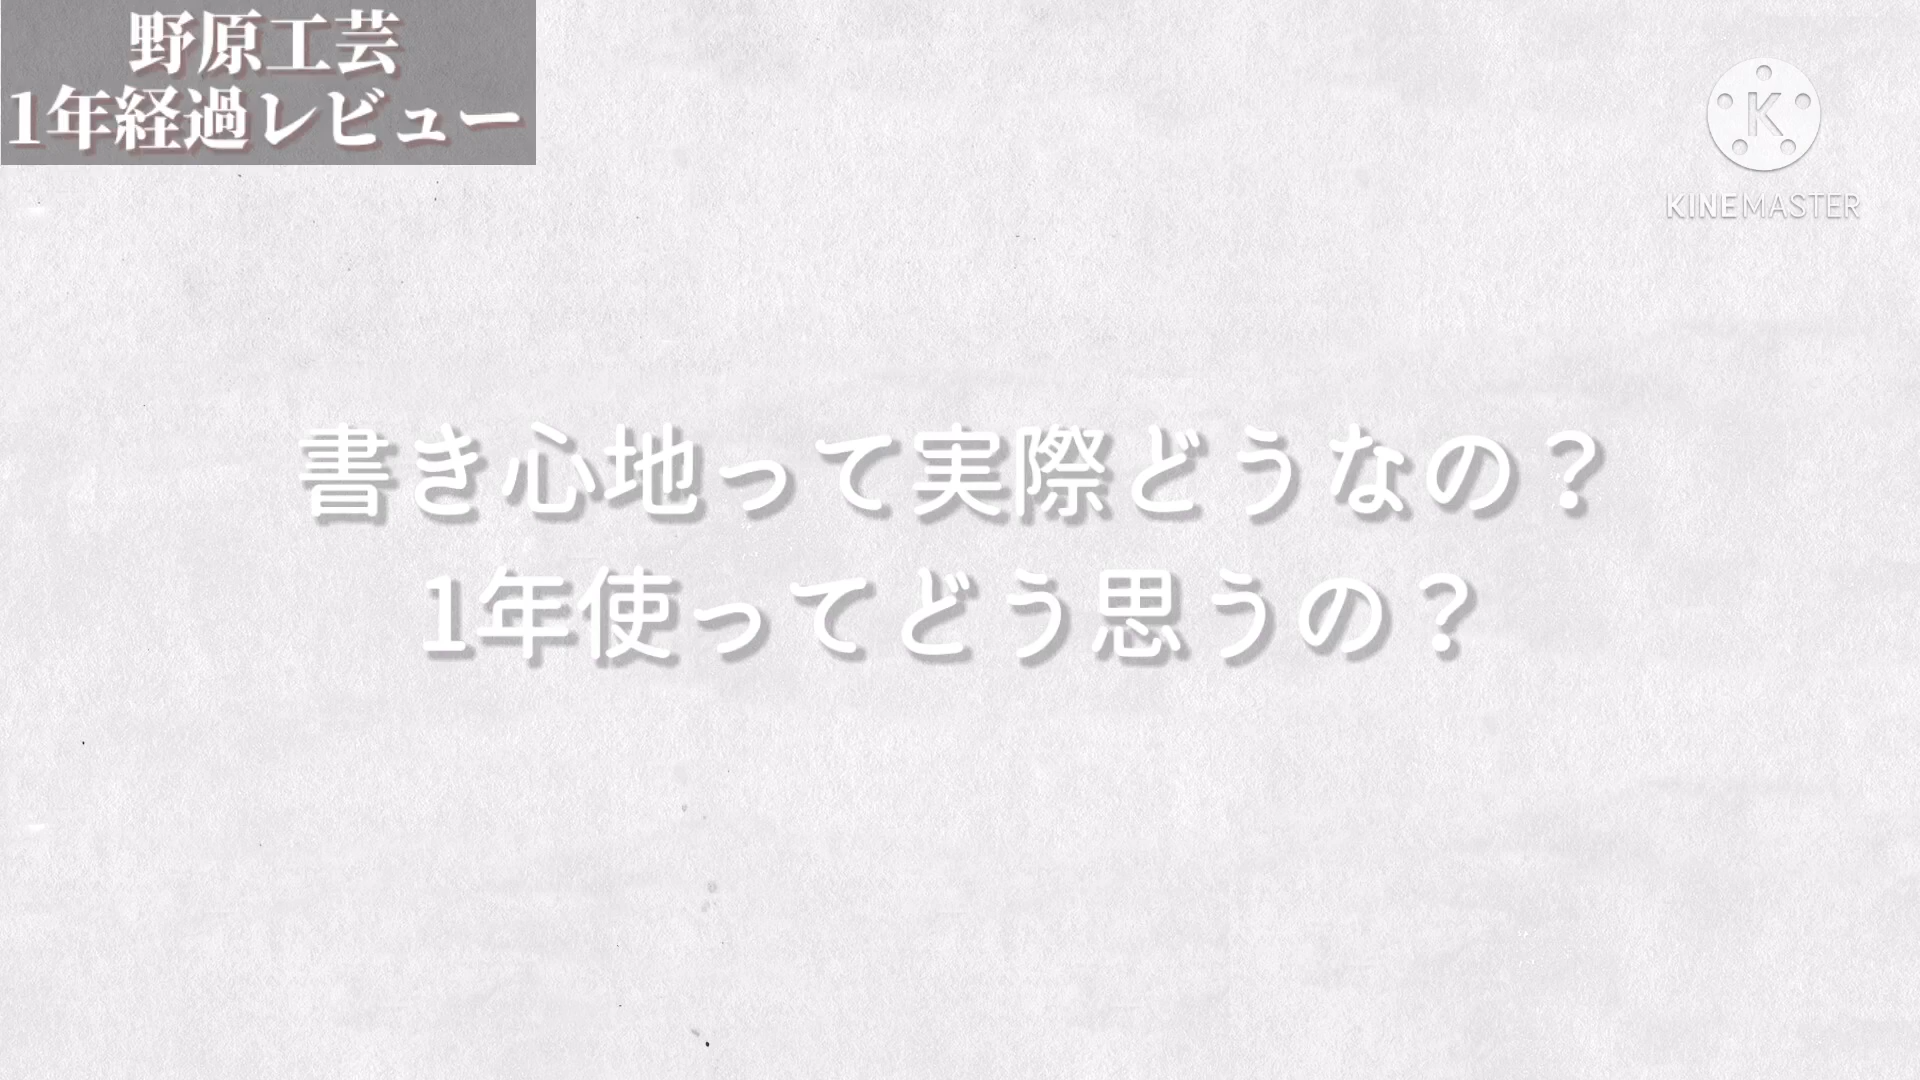 野原工芸
1年経過レビュー
K
KINEMASTER
書き心地って実際どうなの？
1年使ってどう思うの？